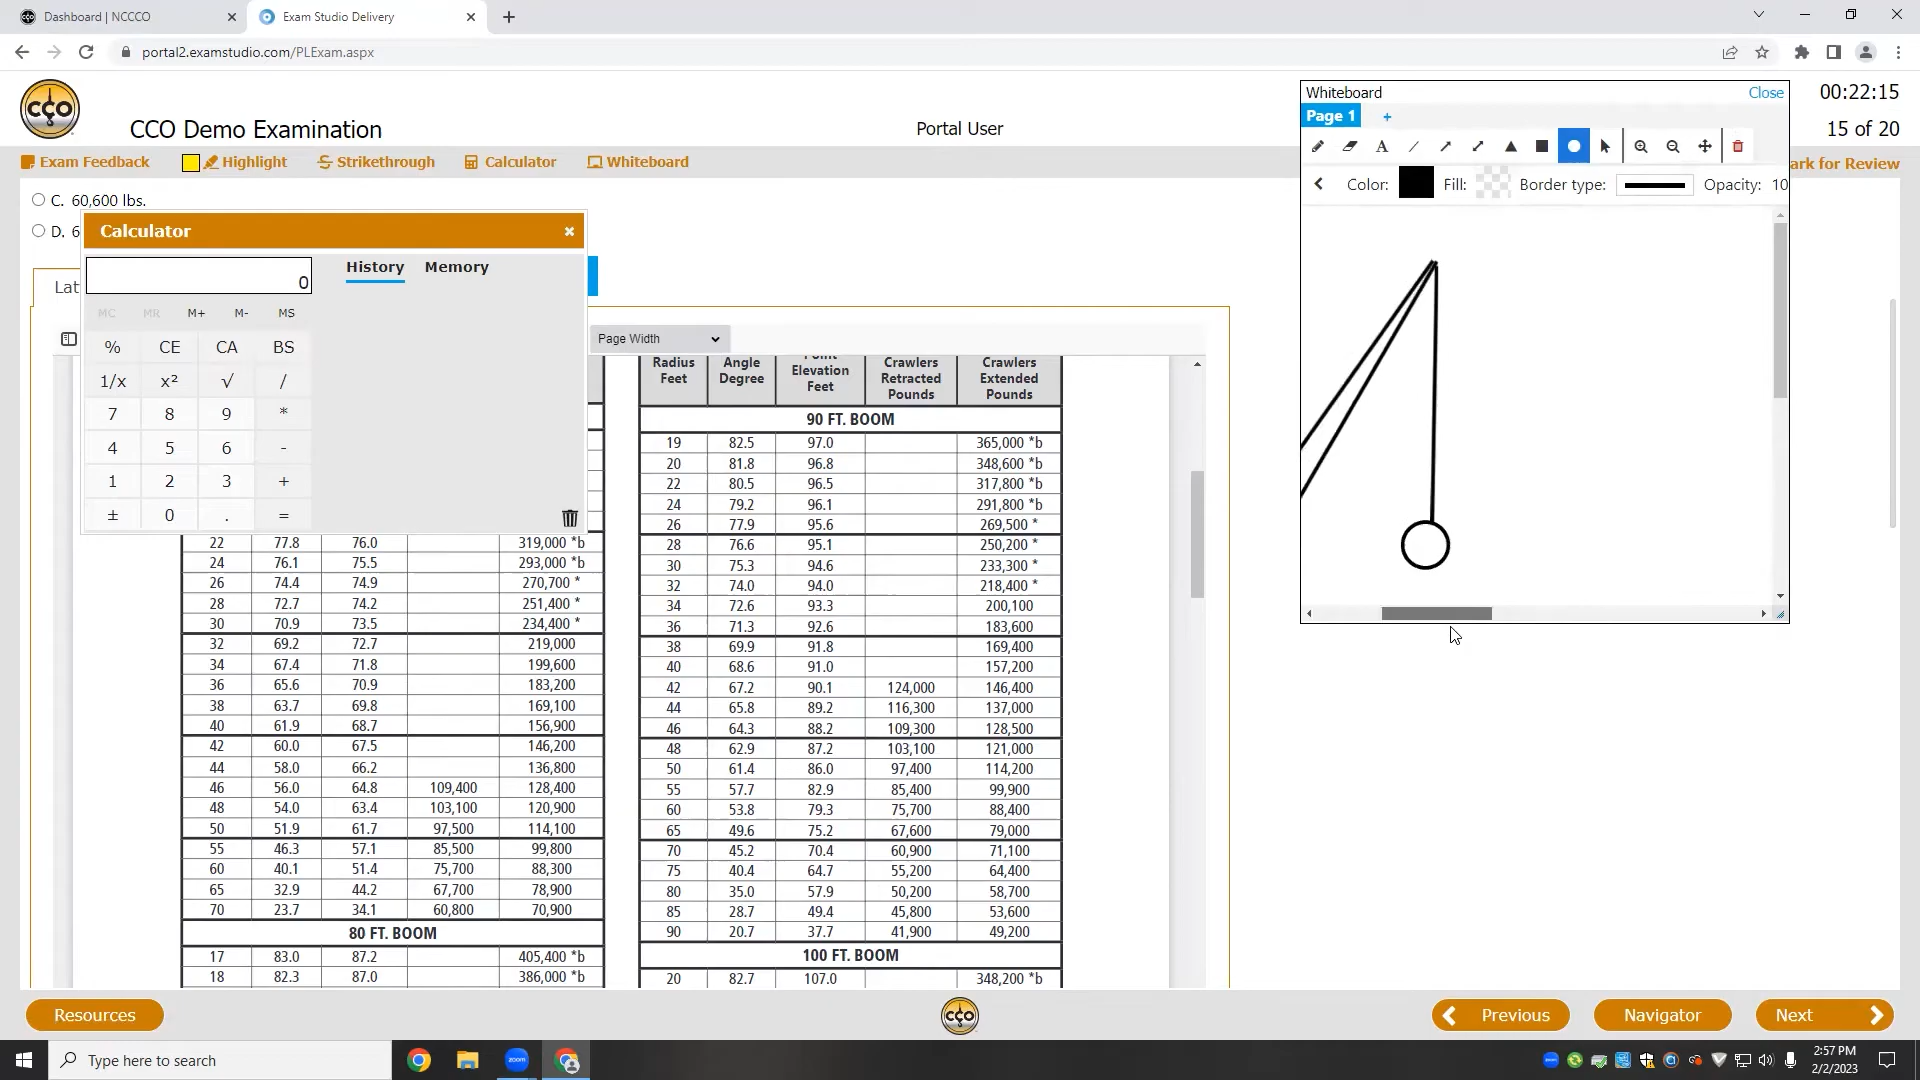 Dashboard | NCCCO
Exam Studio Delivery
portal2.examstudio.com/PLExam.aspx
cco
CCO Demo Examination
Portal User
00:22:15
15 of 20
Exam Feedback
Highlight
Strikethrough
Calculator
Whiteboard
ark for Review
C. 60,600 lbs.
D. 6
Lat
Calculator
0
History Memory
MC MR M+ M- MS
% CE CA BS
1/x x² √ /
7 8 9 *
4 5 6 -
1 2 3 +
± 0 . =
Page Width
22 77.8 76.0 319,000 *b
24 76.1 75.5 293,000 *b
26 74.4 74.9 270,700 *
28 72.7 74.2 251,400 *
30 70.9 73.5 234,400 *
32 69.2 72.7 219,000
34 67.4 71.8 199,600
36 65.6 70.9 183,200
38 63.7 69.8 169,100
40 61.9 68.7 156,900
42 60.0 67.5 146,200
44 58.0 66.2 136,800
46 56.0 64.8 109,400 128,400
48 54.0 63.4 103,100 120,900
50 51.9 61.7 97,500 114,100
55 46.3 57.1 85,500 99,800
60 40.1 51.4 75,700 88,300
65 32.9 44.2 67,700 78,900
70 23.7 34.1 60,800 70,900
80 FT. BOOM
17 83.0 87.2 405,400 *b
18 82.3 87.0 386,000 *b
Radius Feet
Angle Degree
Point Elevation Feet
Crawlers Retracted Pounds
Crawlers Extended Pounds
90 FT. BOOM
19 82.5 97.0 365,000 *b
20 81.8 96.8 348,600 *b
22 80.5 96.5 317,800 *b
24 79.2 96.1 291,800 *b
26 77.9 95.6 269,500 *
28 76.6 95.1 250,200 *
30 75.3 94.6 233,300 *
32 74.0 94.0 218,400 *
34 72.6 93.3 200,100
36 71.3 92.6 183,600
38 69.9 91.8 169,400
40 68.6 91.0 157,200
42 67.2 90.1 124,000 146,400
44 65.8 89.2 116,300 137,000
46 64.3 88.2 109,300 128,500
48 62.9 87.2 103,100 121,000
50 61.4 86.0 97,400 114,200
55 57.7 82.9 85,400 99,900
60 53.8 79.3 75,700 88,400
65 49.6 75.2 67,600 79,000
70 45.2 70.4 60,900 71,100
75 40.4 64.7 55,200 64,400
80 35.0 57.9 50,200 58,700
85 28.7 49.4 45,800 53,600
90 20.7 37.7 41,900 49,200
100 FT. BOOM
20 82.7 107.0 348,200 *b
Whiteboard
Close
Page 1 +
A
Color: Fill: Border type: Opacity: 10
Resources
cco
Previous
Navigator
Next
Type here to search
zoom
2:57 PM
2/2/2023